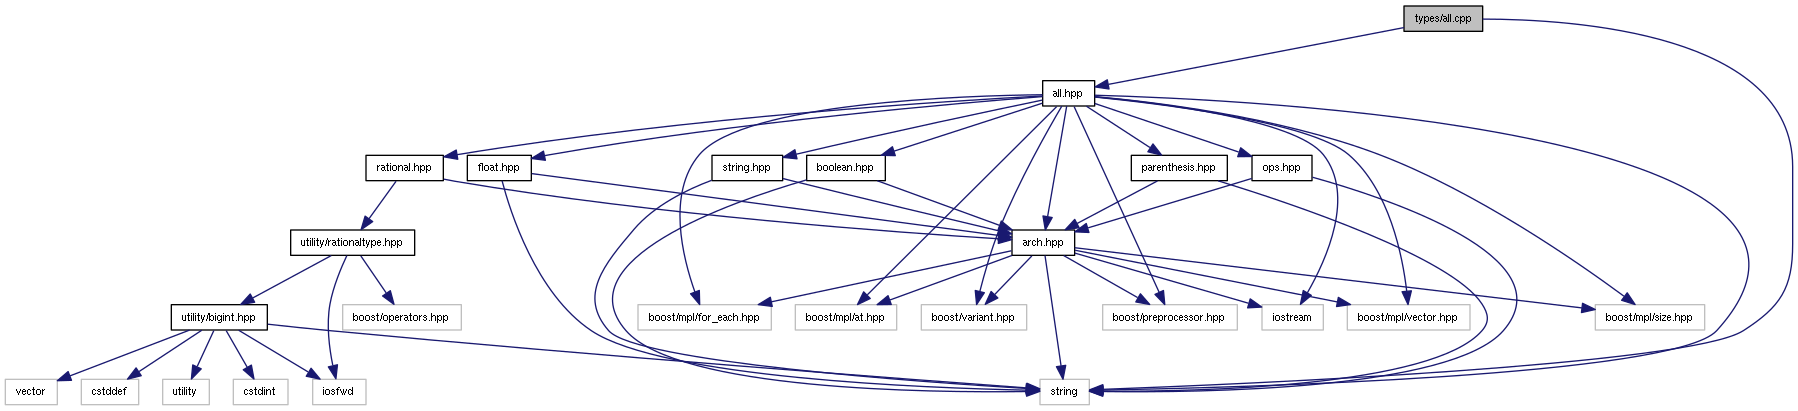 types/all.cpp
all.hpp
rational.hpp
float.hpp
string.hpp
boolean.hpp
parenthesis.hpp
ops.hpp
utility/rationaltype.hpp
arch.hpp
utility/bigint.hpp
boost/operators.hpp
boost/mpl/for_each.hpp
boost/mpl/at.hpp
boost/variant.hpp
boost/preprocessor.hpp
iostream
boost/mpl/vector.hpp
boost/mpl/size.hpp
vector
cstddef
utility
cstdint
iosfwd
string